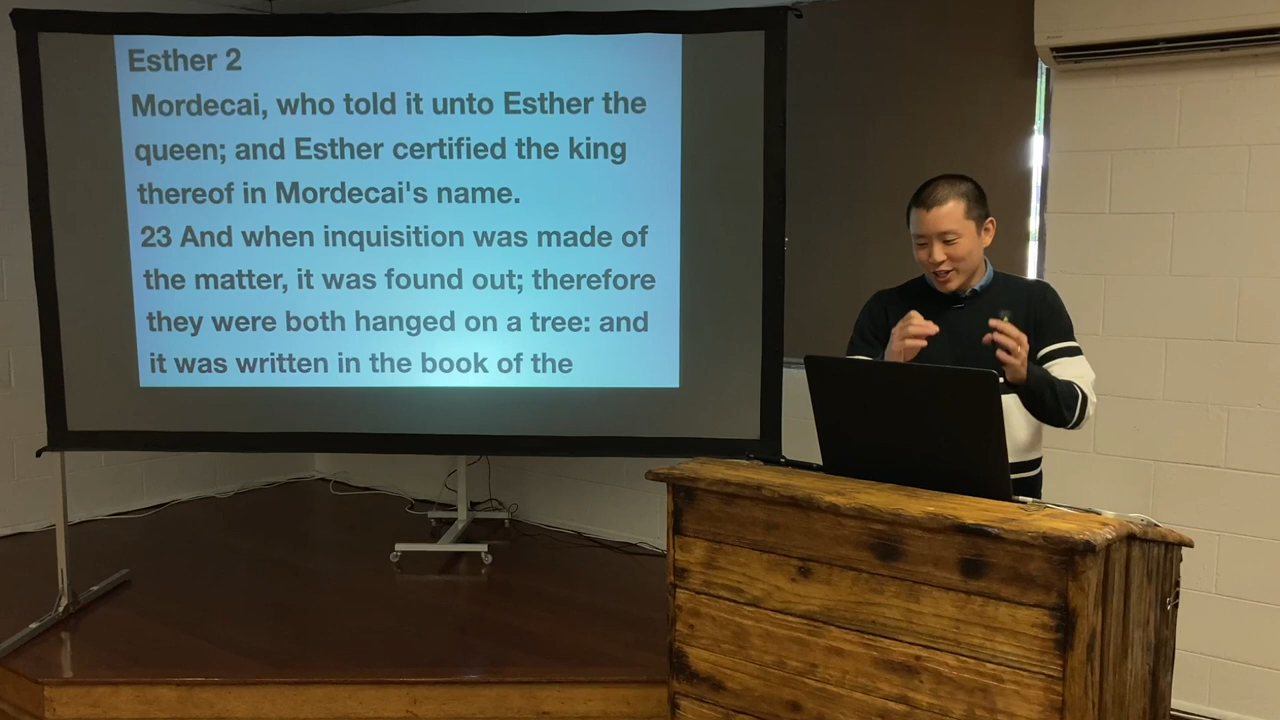 Esther 2
Mordecai, who told it unto Esther the
queen; and Esther certified the king
thereof in Mordecai's name.
23 And when inquisition was made of
the matter, it was found out; therefore
they were both hanged on a tree: and
it was written in the book of the